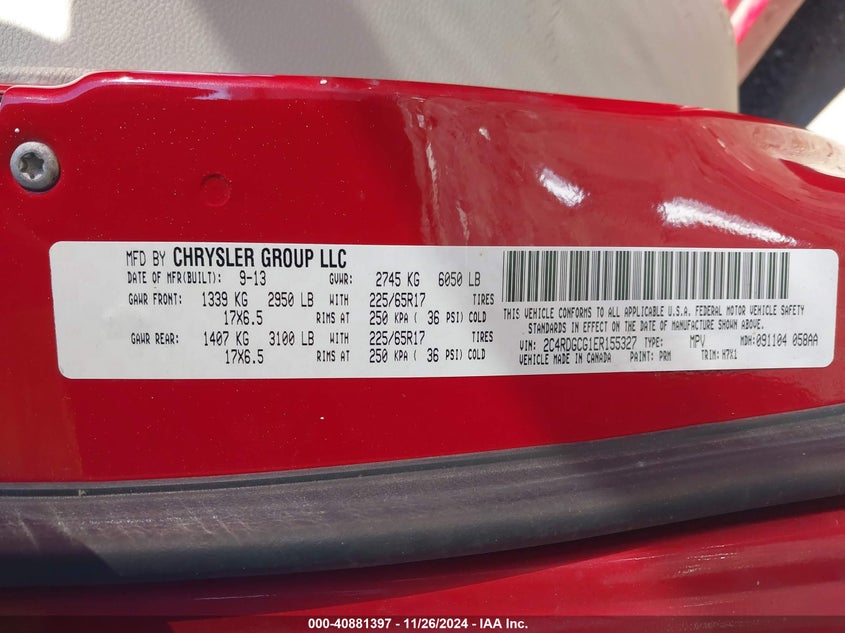 MFD BY CHRYSLER GROUP LLC
DATE OF MFR(BUILT): 9-13 GVWR: 2745 KG 6050 LB
GAWR FRONT: 1339 KG 2950 LB WITH 225/65R17 TIRES
17X6.5 RIMS AT 250 KPA ( 36 PSI) COLD
GAWR REAR: 1407 KG 3100 LB WITH 225/65R17 TIRES
17X6.5 RIMS AT 250 KPA ( 36 PSI) COLD
THIS VEHICLE CONFORMS TO ALL APPLICABLE U.S.A. FEDERAL MOTOR VEHICLE SAFETY
STANDARDS IN EFFECT ON THE DATE OF MANUFACTURE SHOWN ABOVE.
VIN: 2C4RDGCG1ER155327 TYPE: MPV MDH:091104 058AA
VEHICLE MADE IN CANADA PAINT: PRM TRIM: H7X1
000-40881397 - 11/26/2024 - IAA Inc.